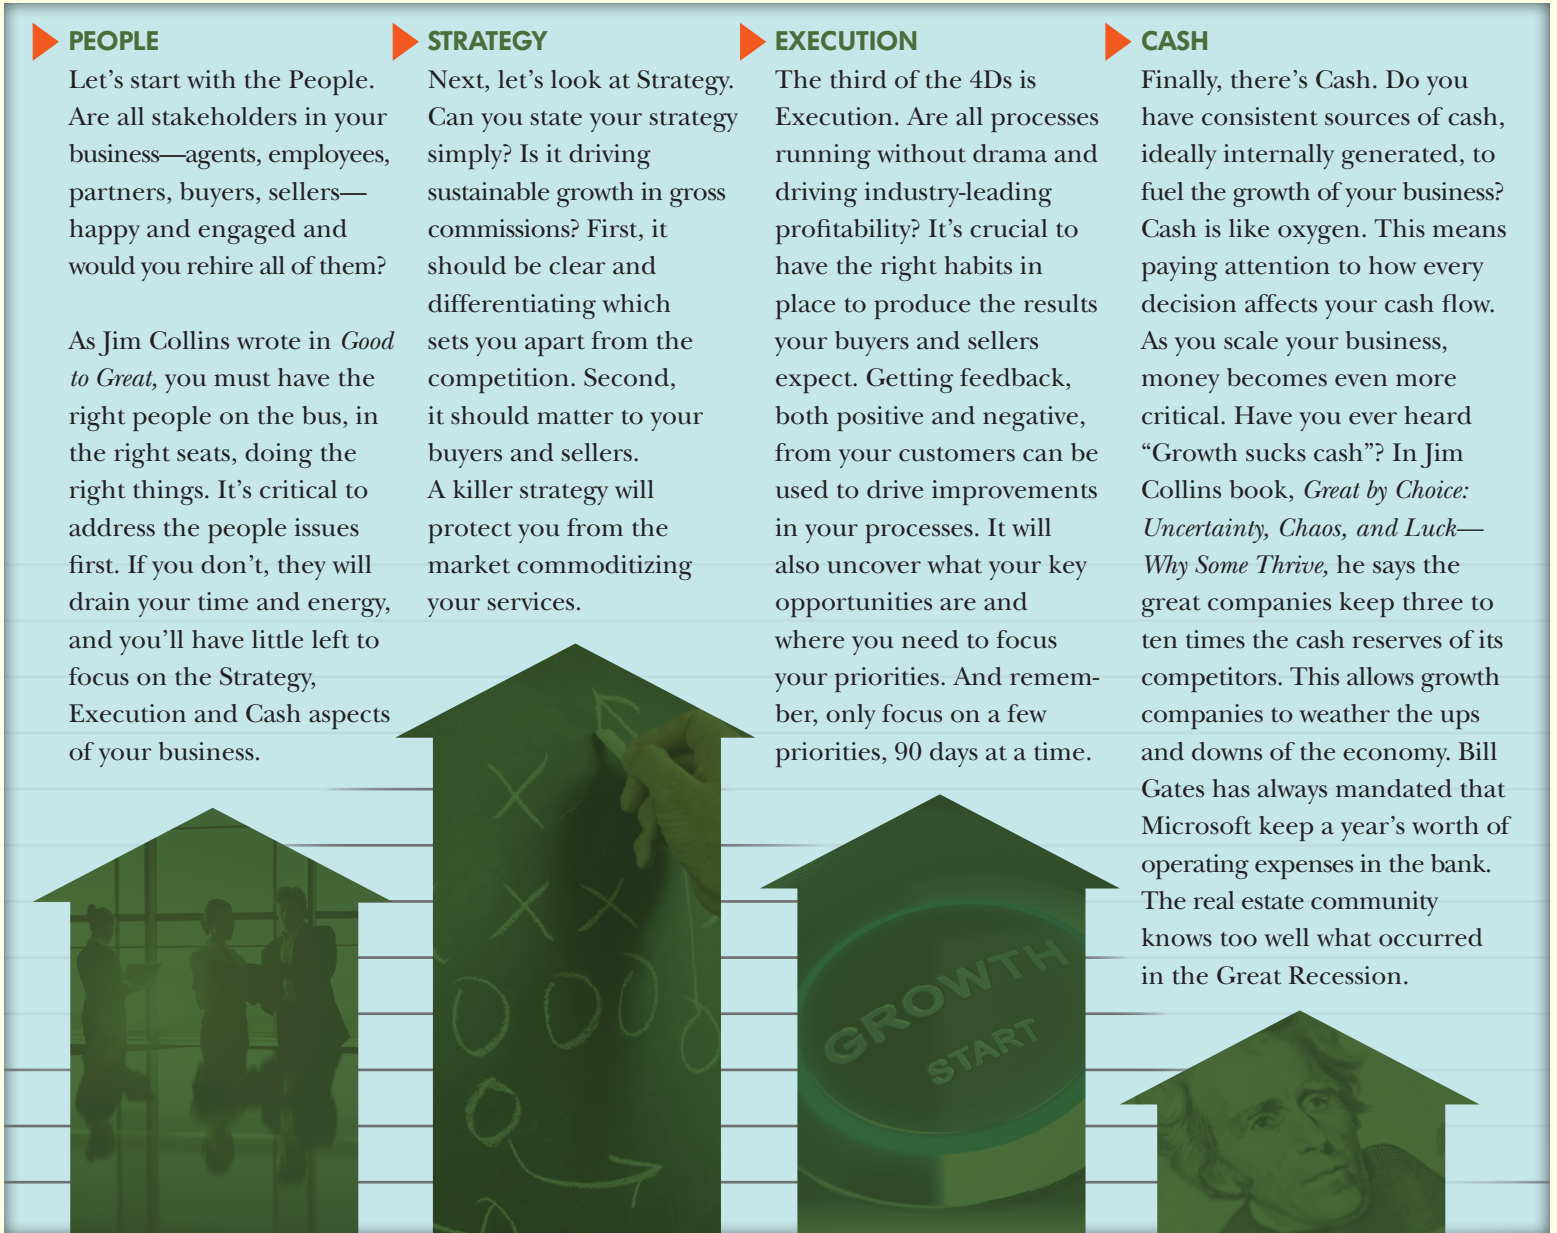 PEOPLE
Let’s start with the People.
Are all stakeholders in your
business—agents, employees,
partners, buyers, sellers—
happy and engaged and
would you rehire all of them?
As Jim Collins wrote in Good
to Great, you must have the
right people on the bus, in
the right seats, doing the
right things. It’s critical to
address the people issues
first. If you don’t, they will
drain your time and energy,
and you’ll have little left to
focus on the Strategy,
Execution and Cash aspects
of your business.
STRATEGY
Next, let’s look at Strategy.
Can you state your strategy
simply? Is it driving
sustainable growth in gross
commissions? First, it
should be clear and
differentiating which
sets you apart from the
competition. Second,
it should matter to your
buyers and sellers.
A killer strategy will
protect you from the
market commoditizing
your services.
EXECUTION
The third of the 4Ds is
Execution. Are all processes
running without drama and
driving industry-leading
profitability? It’s crucial to
have the right habits in
place to produce the results
your buyers and sellers
expect. Getting feedback,
both positive and negative,
from your customers can be
used to drive improvements
in your processes. It will
also uncover what your key
opportunities are and
where you need to focus
your priorities. And remem-
ber, only focus on a few
priorities, 90 days at a time.
GROWTH
START
CASH
Finally, there’s Cash. Do you
have consistent sources of cash,
ideally internally generated, to
fuel the growth of your business?
Cash is like oxygen. This means
paying attention to how every
decision affects your cash flow.
As you scale your business,
money becomes even more
critical. Have you ever heard
“Growth sucks cash”? In Jim
Collins book, Great by Choice:
Uncertainty, Chaos, and Luck—
Why Some Thrive, he says the
great companies keep three to
ten times the cash reserves of its
competitors. This allows growth
companies to weather the ups
and downs of the economy. Bill
Gates has always mandated that
Microsoft keep a year’s worth of
operating expenses in the bank.
The real estate community
knows too well what occurred
in the Great Recession.